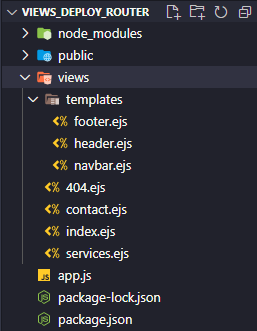 VIEWS_DEPLOY_ROUTER
node_modules
public
views
templates
<%> footer.ejs
<%> header.ejs
<%> navbar.ejs
<%> 404.ejs
<%> contact.ejs
<%> index.ejs
<%> services.ejs
JS app.js
package-lock.json
package.json